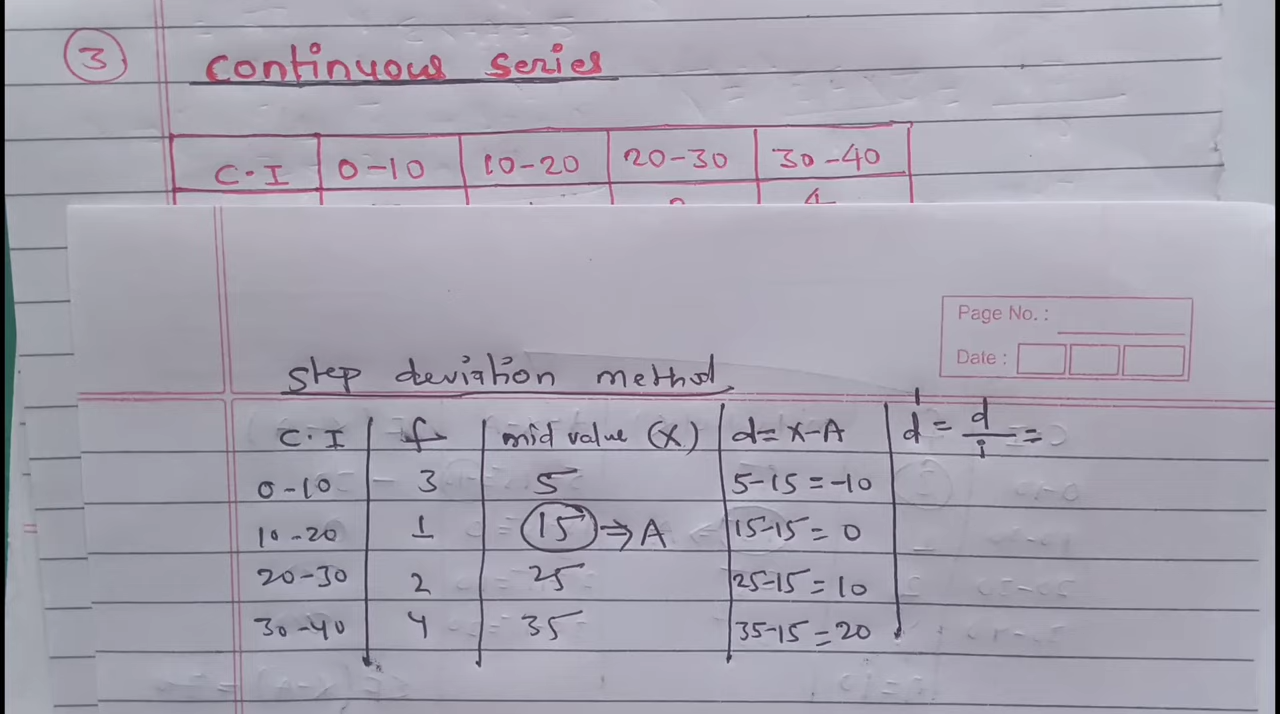 3 Continuous series
C.I 0-10 10-20 20-30 30-40
Page No. :
Date :
step deviation method
C.I f mid value (X) d=X-A d' = d/i =
0-10 3 5 5-15=-10
10-20 1 15 ⇒ A 15-15=0
20-30 2 25 25-15=10
30-40 4 35 35-15=20